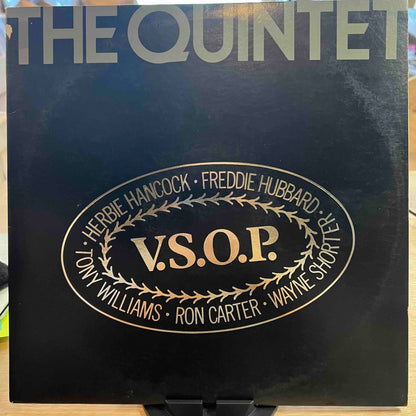 THE QUINTET
HERBIE HANCOCK · FREDDIE HUBBARD ·
V.S.O.P.
TONY WILLIAMS · RON CARTER · WAYNE SHORTER ·